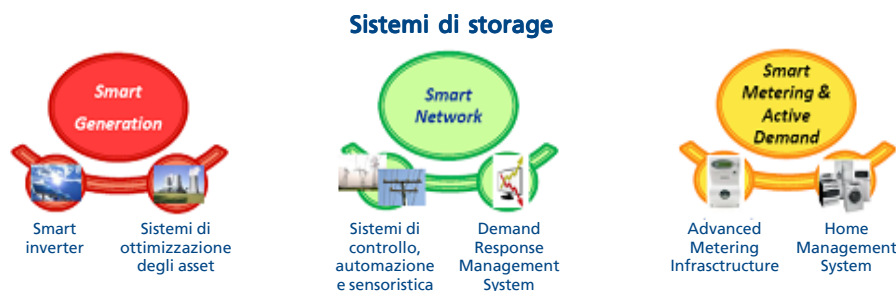 Sistemi di storage
Smart
Generation
Smart
Network
Smart
Metering &
Active
Demand
Smart
inverter
Sistemi di
ottimizzazione
degli asset
Sistemi di
controllo,
automazione
e sensoristica
Demand
Response
Management
System
Advanced
Metering
Infrasctructure
Home
Management
System